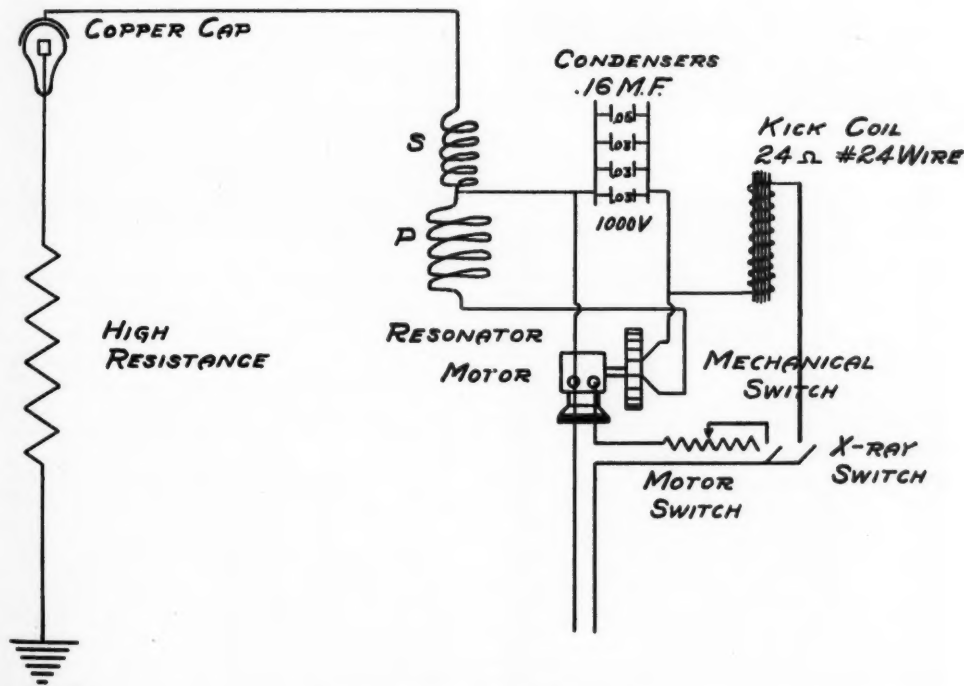 COPPER CAP
CONDENSERS
.16 M.F.
.05
.03
.03
.03
1000V
KICK COIL
24 Ω #24 WIRE
S
P
HIGH
RESISTANCE
RESONATOR
MOTOR
MECHANICAL
SWITCH
X-RAY
SWITCH
MOTOR
SWITCH